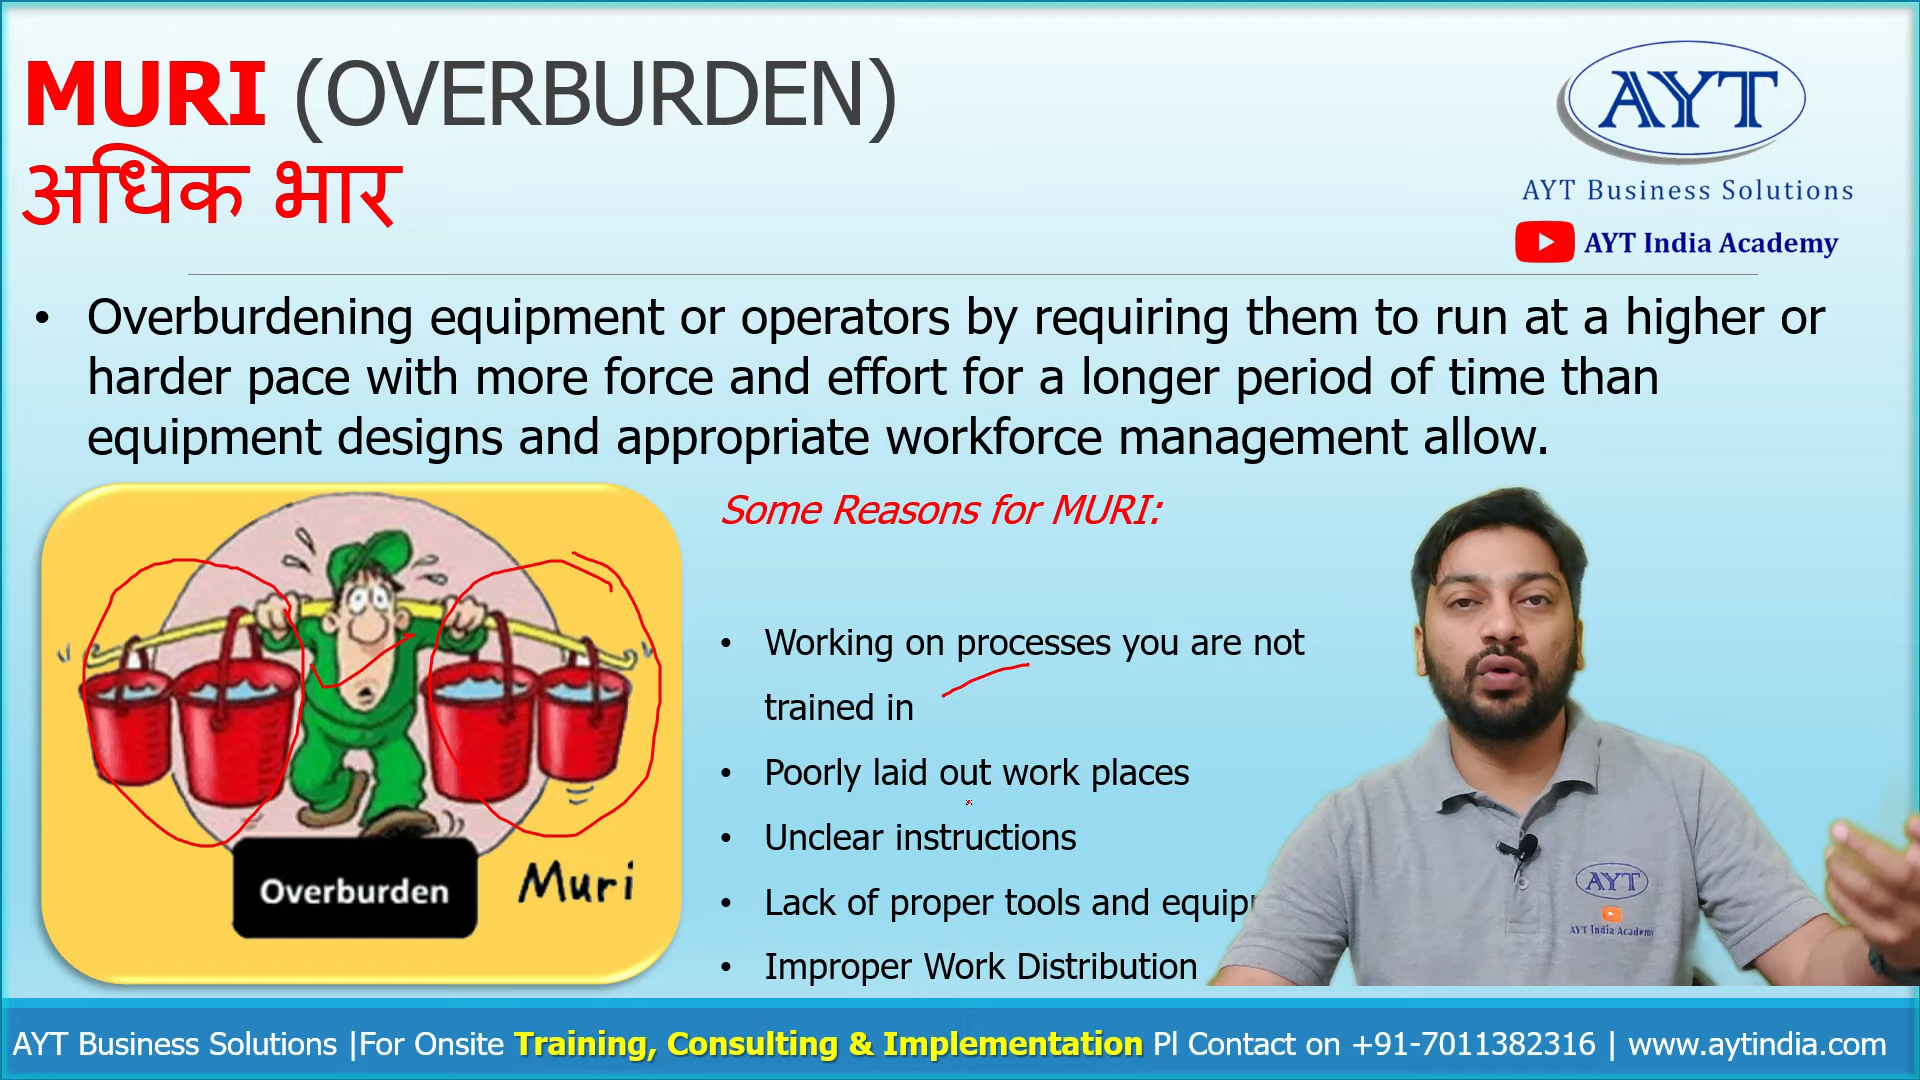 MURI (OVERBURDEN)
अधिक भार
AYT
AYT Business Solutions
AYT India Academy
• Overburdening equipment or operators by requiring them to run at a higher or
harder pace with more force and effort for a longer period of time than
equipment designs and appropriate workforce management allow.
Some Reasons for MURI:
• Working on processes you are not
trained in
• Poorly laid out work places
• Unclear instructions
• Lack of proper tools and
• Improper Work Distribution
Overburden
Muri
AYT
AYT India Academy
AYT Business Solutions |For Onsite Training, Consulting & Implementation Pl Contact on +91-7011382316 | www.aytindia.com